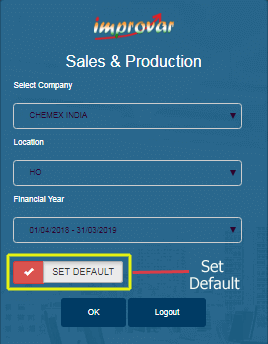 improvar
Sales & Production
Select Company
CHEMEX INDIA
Location
HO
Financial Year
01/04/2018 - 31/03/2019
SET DEFAULT
Set
Default
OK Logout